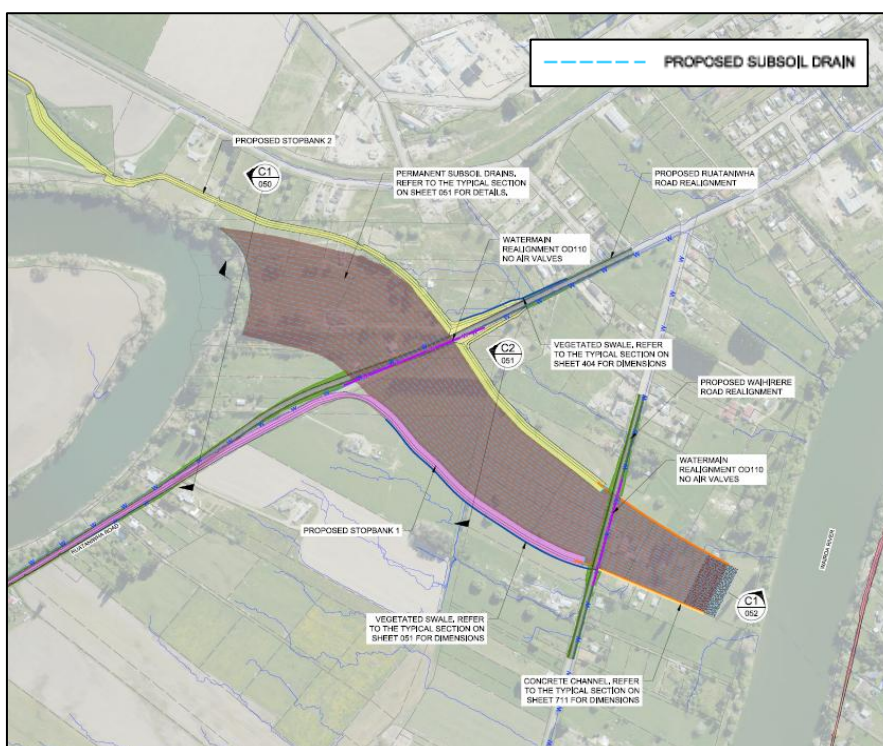 PROPOSED SUBSOIL DRAIN
PROPOSED STOPBANK 2
C1
050
PERMANENT SUBSOIL DRAINS,
REFER TO THE TYPICAL SECTION
ON SHEET 051 FOR DETAILS.
PROPOSED RUATANIWHA
ROAD REALIGNMENT
WATERMAIN
REALIGNMENT OD110
NO AIR VALVES
C2
051
VEGETATED SWALE, REFER
TO THE TYPICAL SECTION ON
SHEET 404 FOR DIMENSIONS
PROPOSED WAIHIRERE
ROAD REALIGNMENT
WATERMAIN
REALIGNMENT OD110
NO AIR VALVES
PROPOSED STOPBANK 1
RUATANIWHA ROAD
WAIROA RIVER
C1
052
VEGETATED SWALE, REFER
TO THE TYPICAL SECTION ON
SHEET 051 FOR DIMENSIONS
CONCRETE CHANNEL, REFER
TO THE TYPICAL SECTION ON
SHEET 711 FOR DIMENSIONS